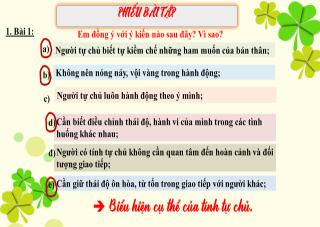 PHIẾU BÀI TẬP
1. Bài 1: Em đồng ý với ý kiến nào sau đây? Vì sao?
a) Người tự chủ biết tự kiềm chế những ham muốn của bản thân;
b) Không nên nóng nảy, vội vàng trong hành động;
c) Người tự chủ luôn hành động theo ý mình;
d) Cần biết điều chỉnh thái độ, hành vi của mình trong các tình
huống khác nhau;
đ) Người có tính tự chủ không cần quan tâm đến hoàn cảnh và đối
tượng giao tiếp;
e) Cần giữ thái độ ôn hòa, từ tốn trong giao tiếp với người khác;
➔ Biểu hiện cụ thể của tính tự chủ.